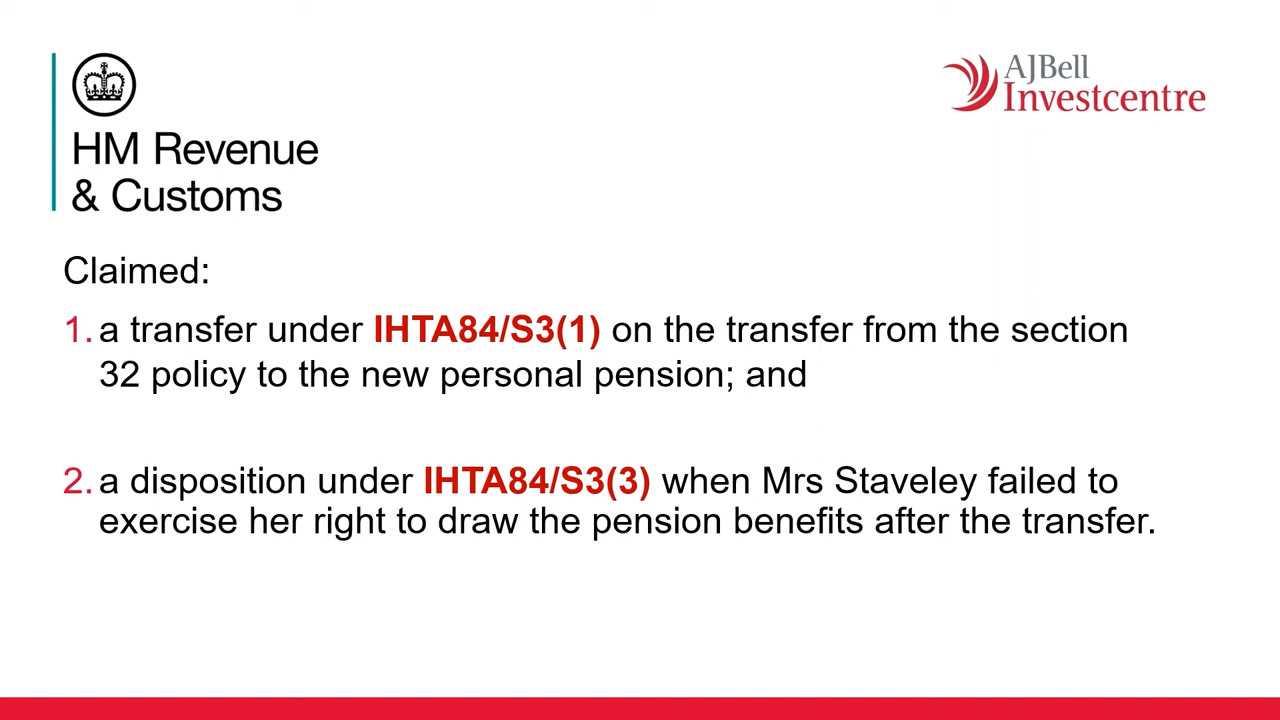 AJBell
Investcentre
HM Revenue
& Customs
Claimed:
1. a transfer under IHTA84/S3(1) on the transfer from the section
32 policy to the new personal pension; and
2. a disposition under IHTA84/S3(3) when Mrs Staveley failed to
exercise her right to draw the pension benefits after the transfer.